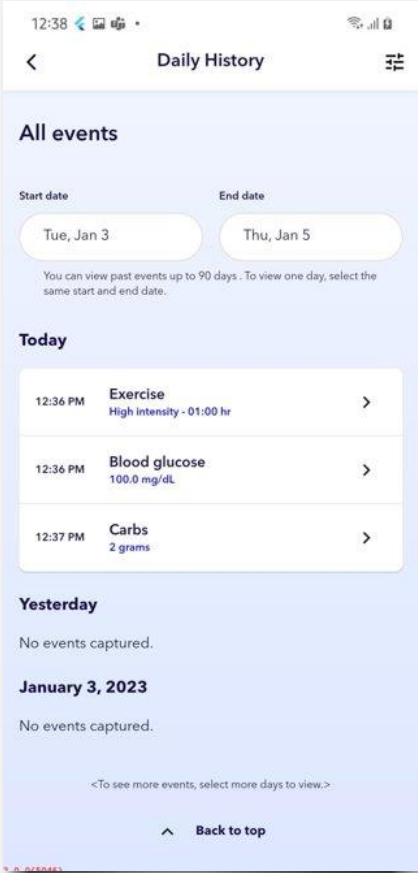 12:38
Daily History
All events
Start date
End date
Tue, Jan 3
Thu, Jan 5
You can view past events up to 90 days . To view one day, select the
same start and end date.
Today
12:36 PM
Exercise
High intensity - 01:00 hr
12:36 PM
Blood glucose
100.0 mg/dL
12:37 PM
Carbs
2 grams
Yesterday
No events captured.
January 3, 2023
No events captured.
<To see more events, select more days to view.>
Back to top